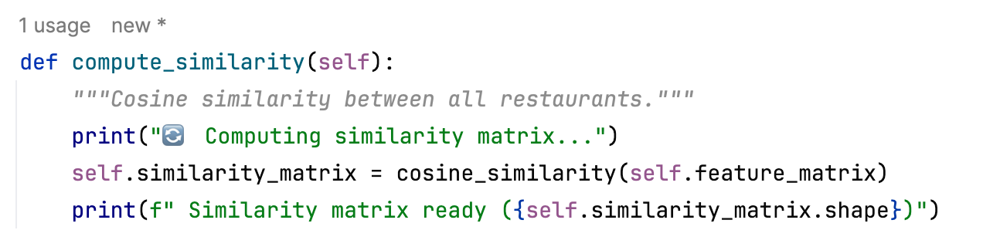 1 usage   new *
def compute_similarity(self):
    """Cosine similarity between all restaurants."""
    print("🔄 Computing similarity matrix...")
    self.similarity_matrix = cosine_similarity(self.feature_matrix)
    print(f" Similarity matrix ready ({self.similarity_matrix.shape})")